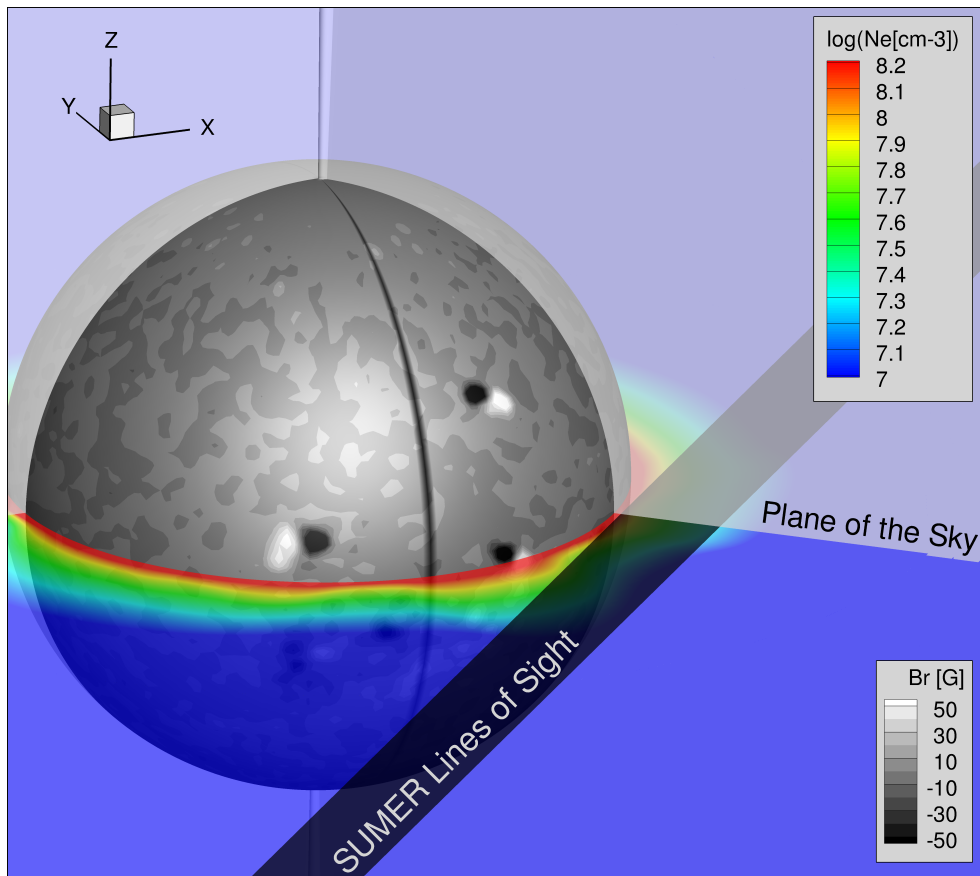 Z
Y
X
log(Ne[cm-3])
8.2
8.1
8
7.9
7.8
7.7
7.6
7.5
7.4
7.3
7.2
7.1
7
Plane of the Sky
SUMER Lines of Sight
Br [G]
50
30
10
-10
-30
-50